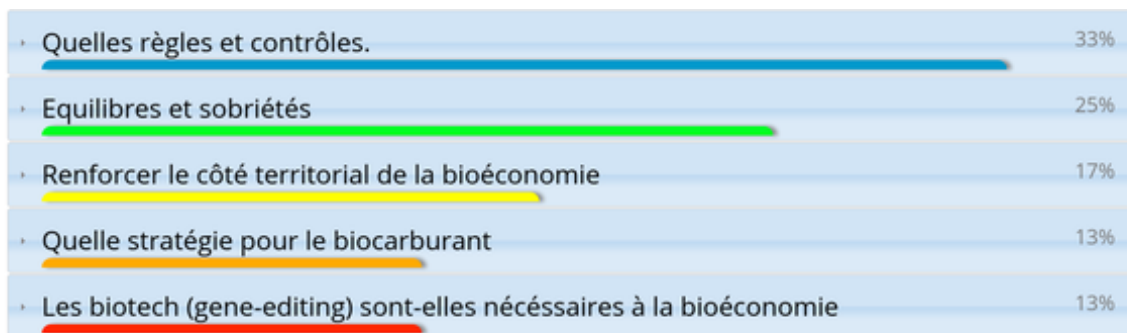 Quelles règles et contrôles. 33%
Equilibres et sobriétés 25%
Renforcer le côté territorial de la bioéconomie 17%
Quelle stratégie pour le biocarburant 13%
Les biotech (gene-editing) sont-elles nécéssaires à la bioéconomie 13%